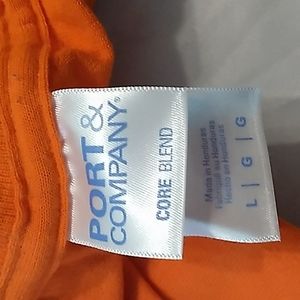 PORT &
COMPANY®
CORE BLEND
Made in Honduras
Fabriqué au Honduras
Hecho en Honduras
L | G | G